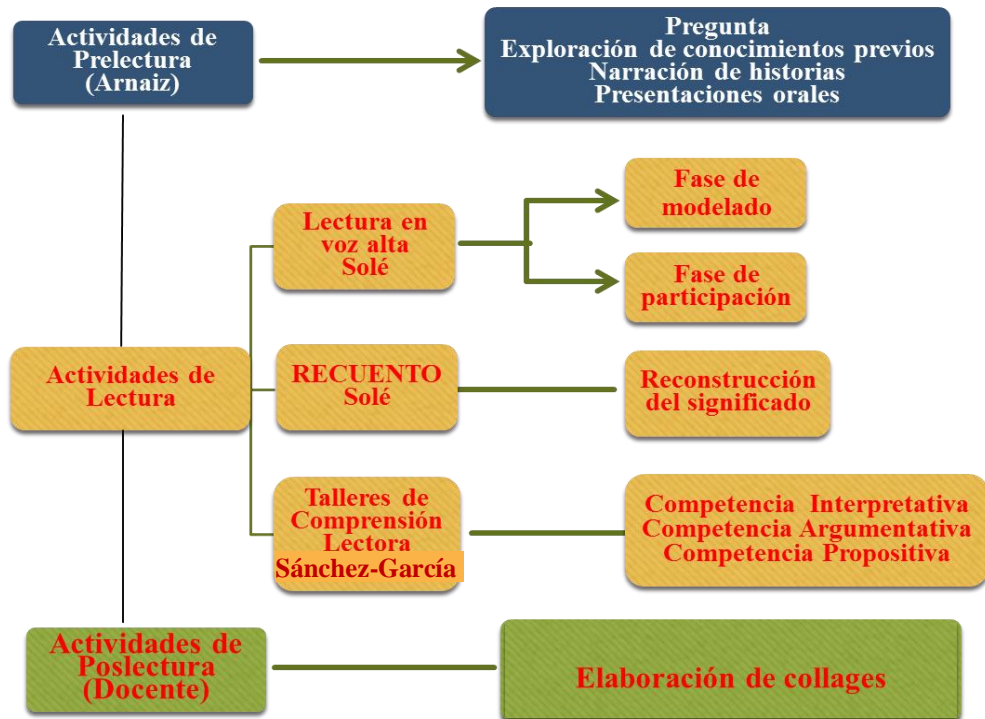 Actividades de
Prelectura
(Arnaiz)
Pregunta
Exploración de conocimientos previos
Narración de historias
Presentaciones orales
Lectura en
voz alta
Solé
Fase de
modelado
Fase de
participación
Actividades de
Lectura
RECUENTO
Solé
Reconstrucción
del significado
Talleres de
Comprensión
Lectora
Sánchez-García
Competencia Interpretativa
Competencia Argumentativa
Competencia Propositiva
Actividades de
Poslectura
(Docente)
Elaboración de collages